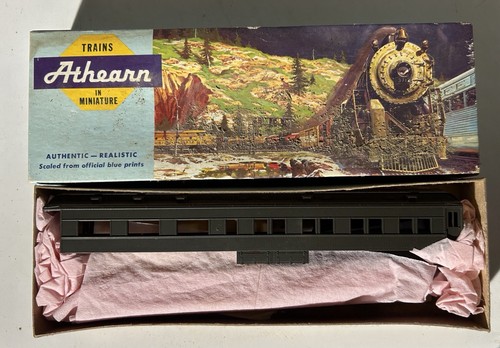 TRAINS
Athearn
IN
MINIATURE
AUTHENTIC — REALISTIC
Scaled from official blue prints